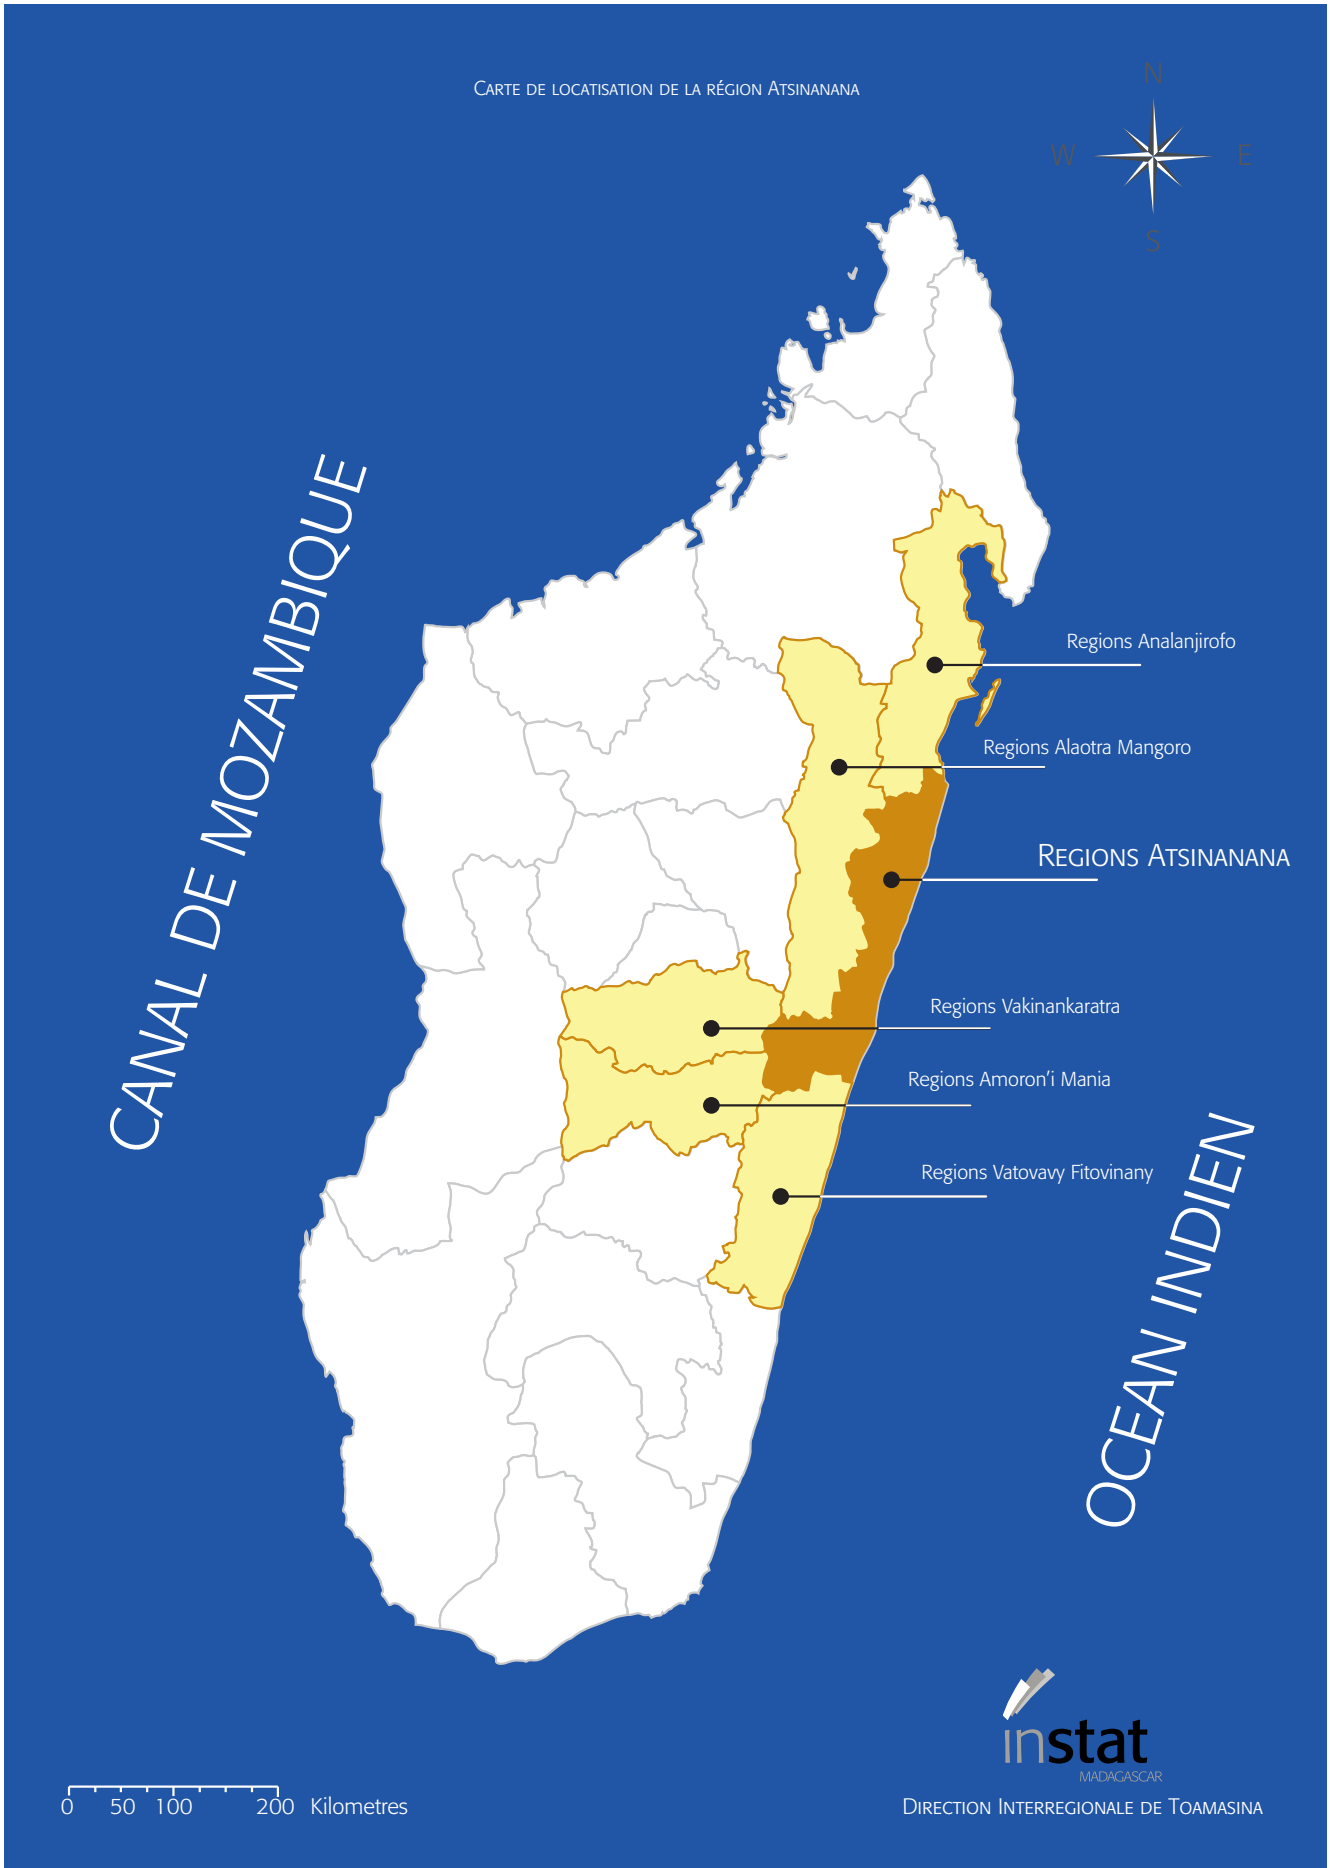 CARTE DE LOCATISATION DE LA RÉGION ATSINANANA
N
W
E
S
CANAL DE MOZAMBIQUE
Regions Analanjirofo
Regions Alaotra Mangoro
REGIONS ATSINANANA
Regions Vakinankaratra
Regions Amoron'i Mania
Regions Vatovavy Fitovinany
OCEAN INDIEN
instat
MADAGASCAR
0 50 100 200 Kilometres
DIRECTION INTERREGIONALE DE TOAMASINA